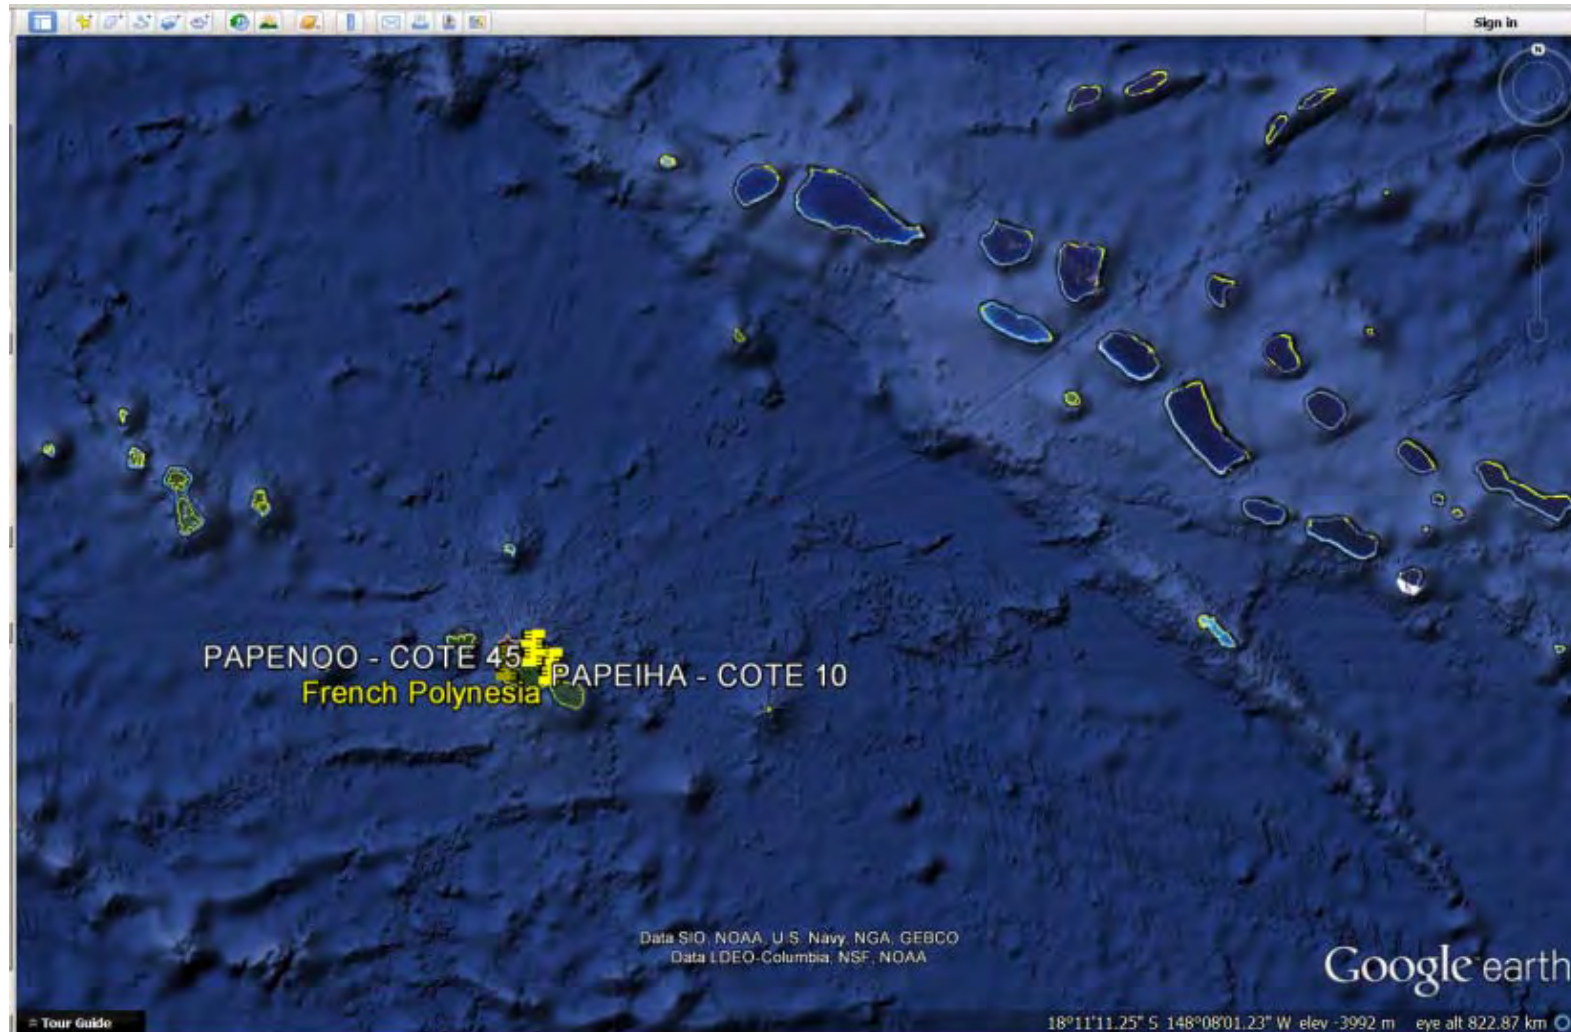 Sign in
N
PAPENOO - COTE 45
PAPEIHA - COTE 10
French Polynesia
Data SIO, NOAA, U.S. Navy, NGA, GEBCO
Data LDEO-Columbia, NSF, NOAA
Google earth
Tour Guide
18°11'11.25" S 148°08'01.23" W elev -3992 m eye alt 822.87 km